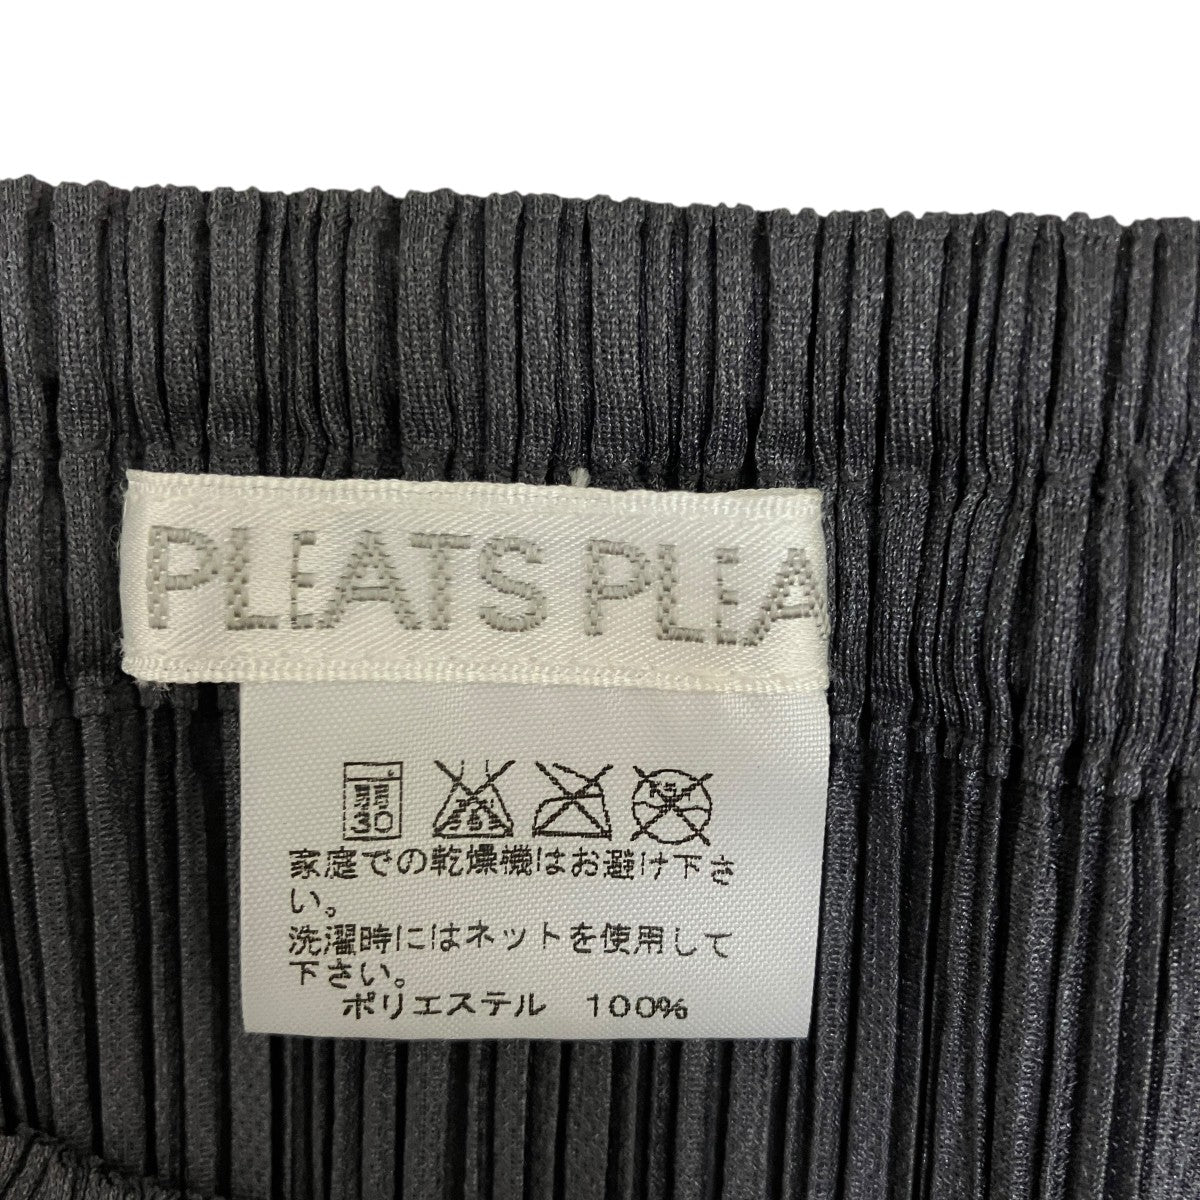 PLEATS PLEA
弱
30
家庭での乾燥機はお避け下さ
い。
洗濯時にはネットを使用して
下さい。
ポリエステル 100%